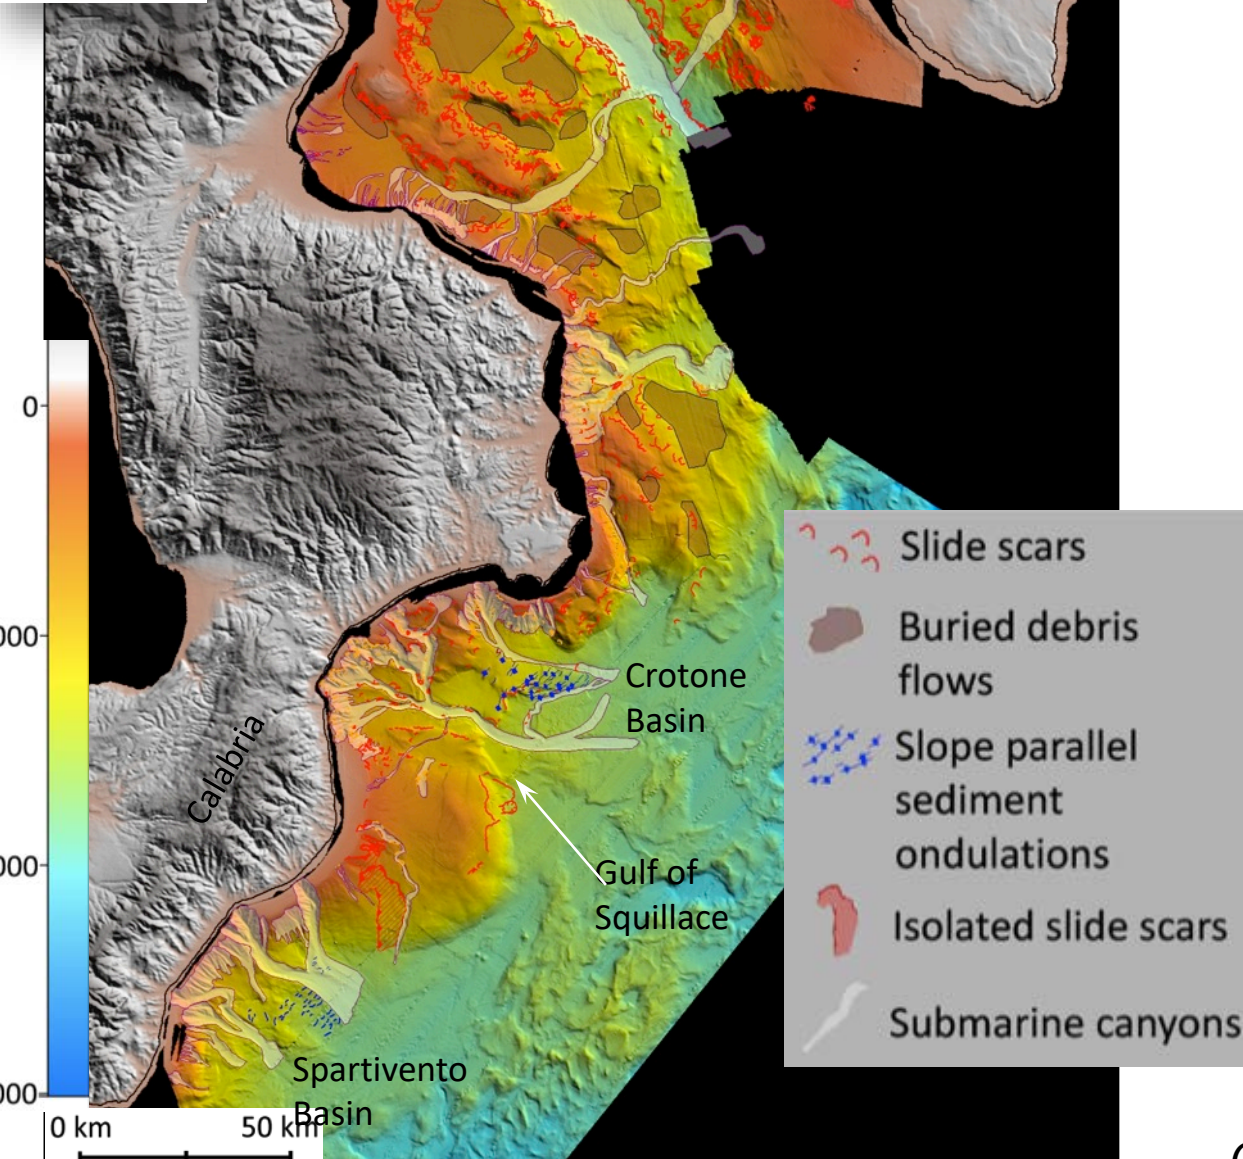 Slide scars
Buried debris
flows
Slope parallel
sediment
ondulations
Isolated slide scars
Submarine canyons
Crotone
Basin
Calabria
Gulf of
Squillace
Spartivento
Basin
0
000
000
000
0 km
50 km